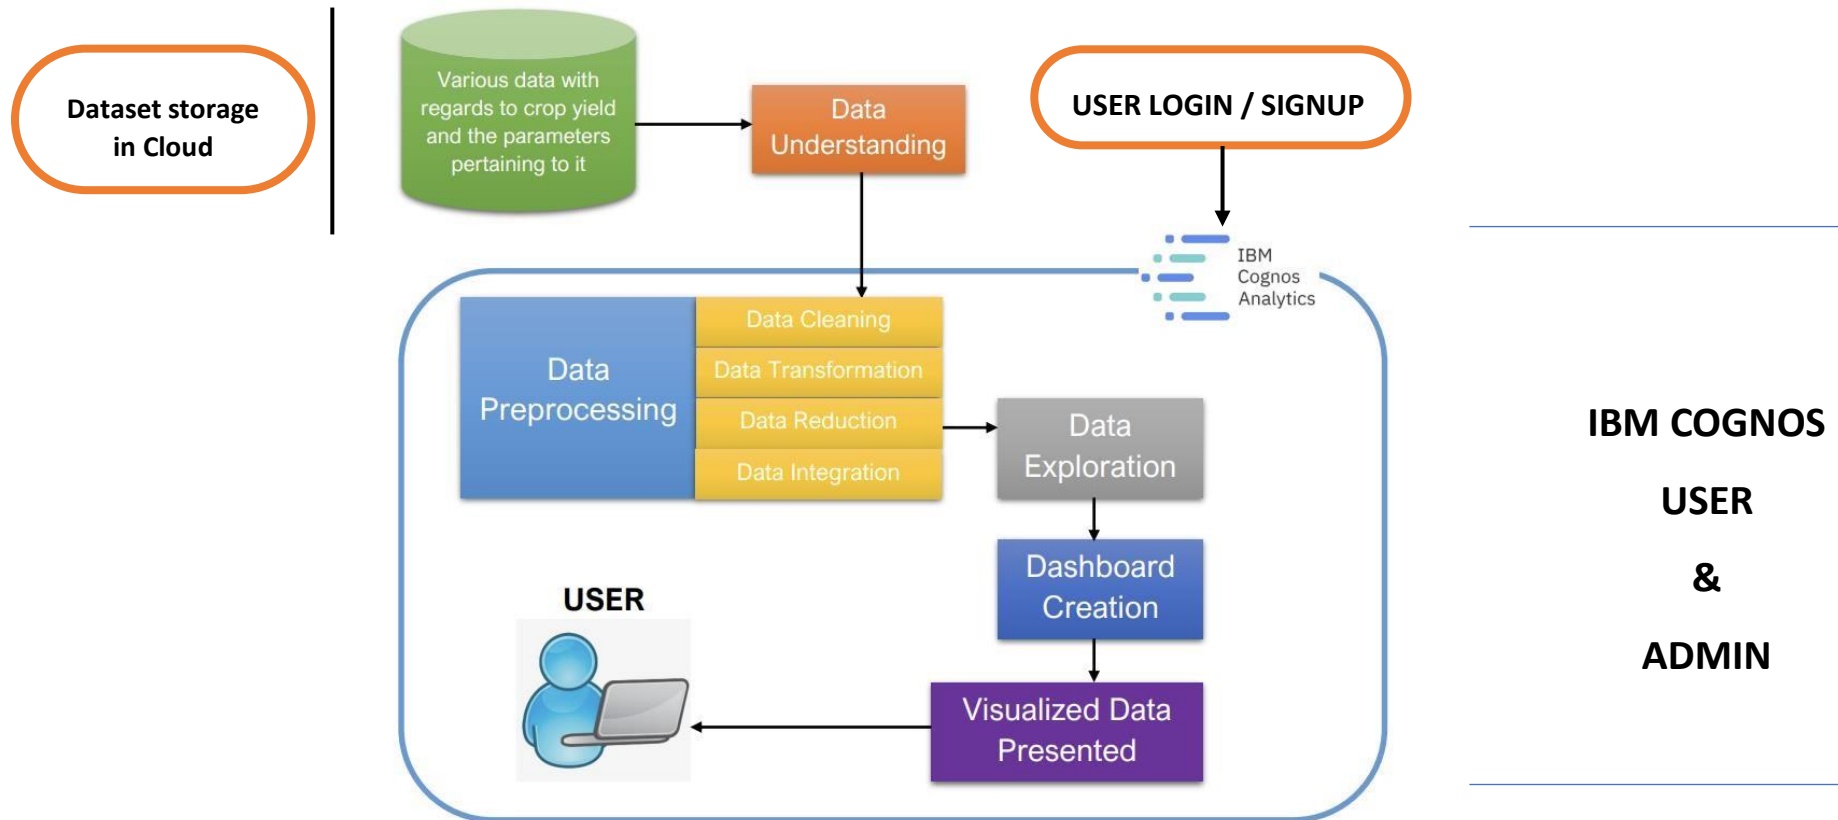 Dataset storage
in Cloud
Various data with
regards to crop yield
and the parameters
pertaining to it
Data
Understanding
USER LOGIN / SIGNUP
IBM
Cognos
Analytics
Data
Preprocessing
Data Cleaning
Data Transformation
Data Reduction
Data Integration
Data
Exploration
Dashboard
Creation
Visualized Data
Presented
USER
IBM COGNOS
USER
&
ADMIN